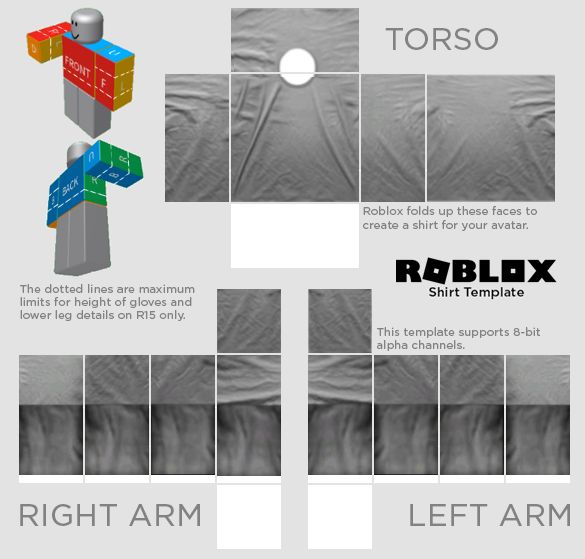 TORSO
FRONT
F
L
U
R
D
BACK
B
U
R
B
R
Roblox folds up these faces to
create a shirt for your avatar.
ROBLOX
Shirt Template
The dotted lines are maximum
limits for height of gloves and
lower leg details on R15 only.
This template supports 8-bit
alpha channels.
RIGHT ARM
LEFT ARM